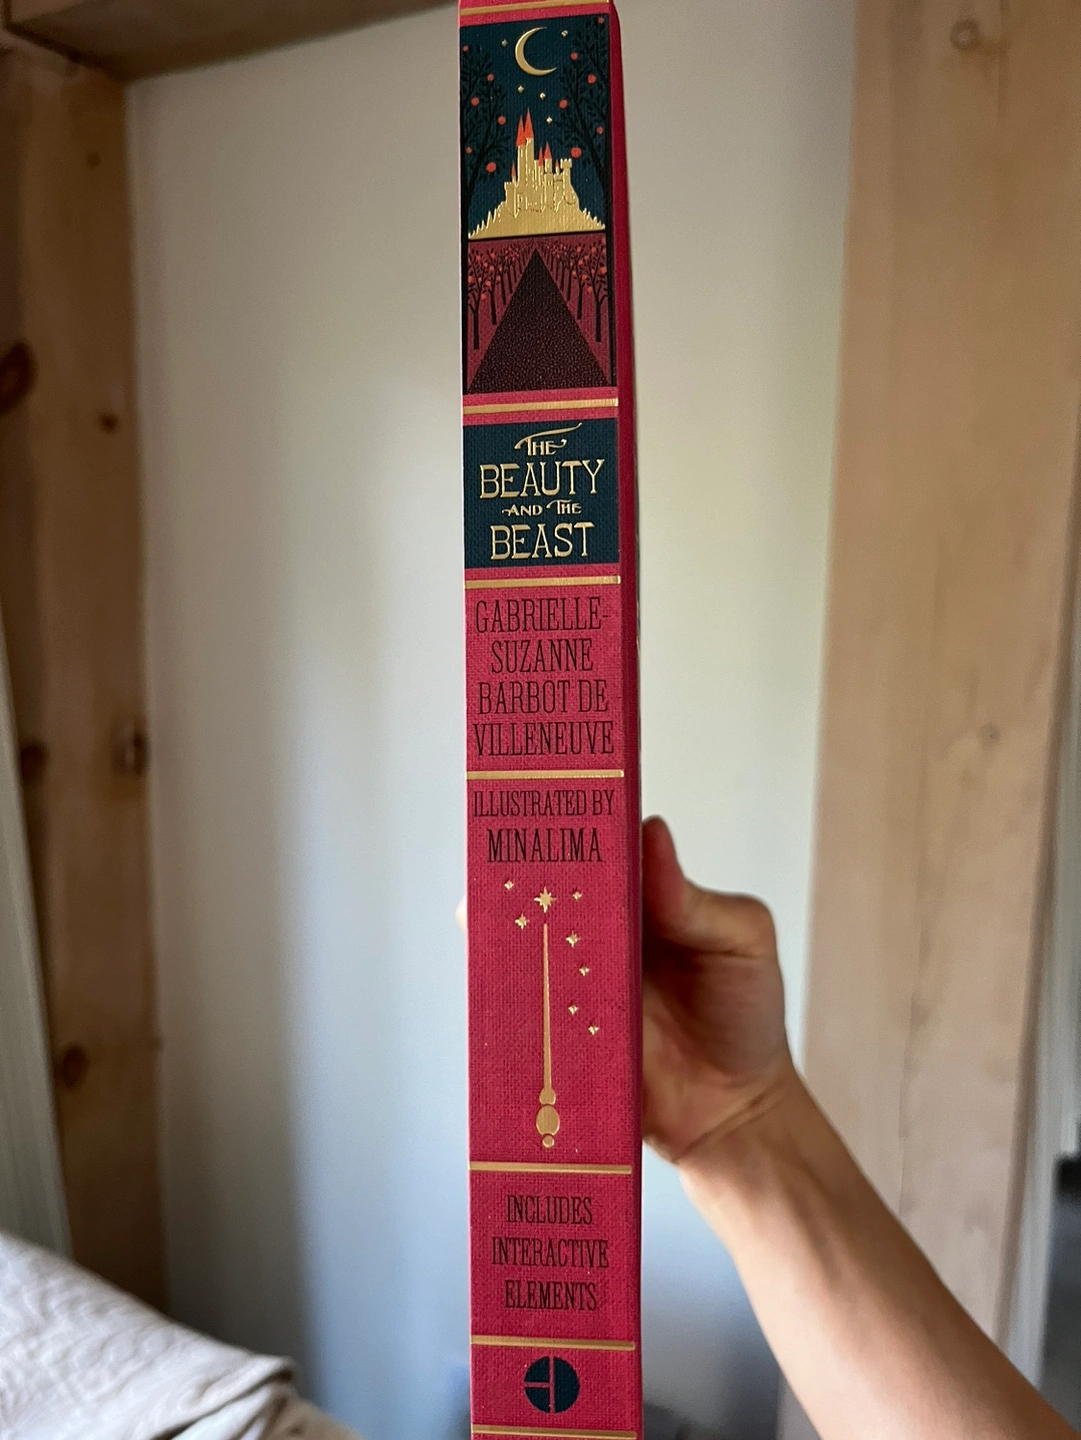 THE
BEAUTY
AND THE
BEAST
GABRIELLE-
SUZANNE
BARBOT DE
VILLENEUVE
ILLUSTRATED BY
MINALIMA
INCLUDES
INTERACTIVE
ELEMENTS